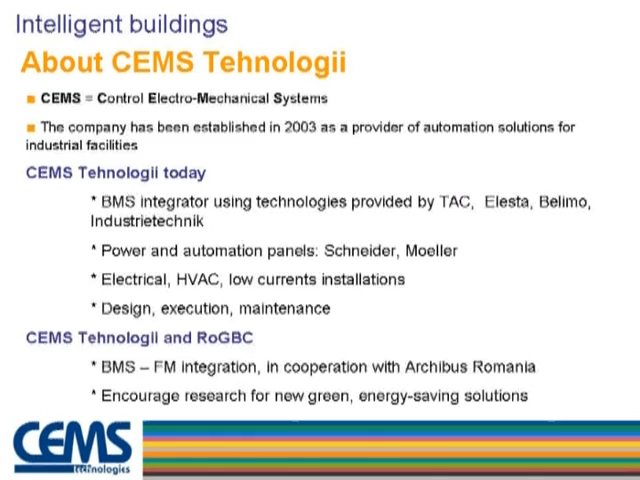 Intelligent buildings
About CEMS Tehnologii
CEMS = Control Electro-Mechanical Systems
The company has been established in 2003 as a provider of automation solutions for
industrial facilities
CEMS Tehnologii today
* BMS integrator using technologies provided by TAC, Elesta, Belimo,
Industrietechnik
* Power and automation panels: Schneider, Moeller
* Electrical, HVAC, low currents installations
* Design, execution, maintenance
CEMS Tehnologii and RoGBC
* BMS – FM integration, in cooperation with Archibus Romania
* Encourage research for new green, energy-saving solutions
CEMS
technologies